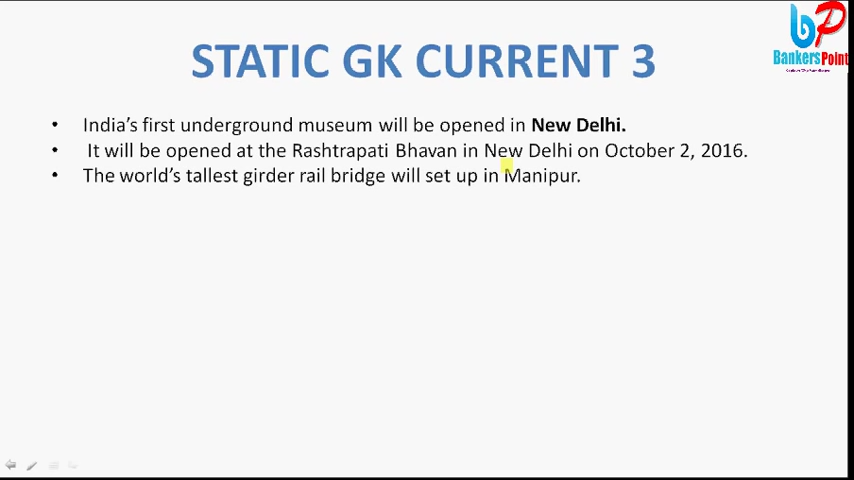 STATIC GK CURRENT 3
bp
BankersPoint
• India's first underground museum will be opened in New Delhi.
• It will be opened at the Rashtrapati Bhavan in New Delhi on October 2, 2016.
• The world's tallest girder rail bridge will set up in Manipur.